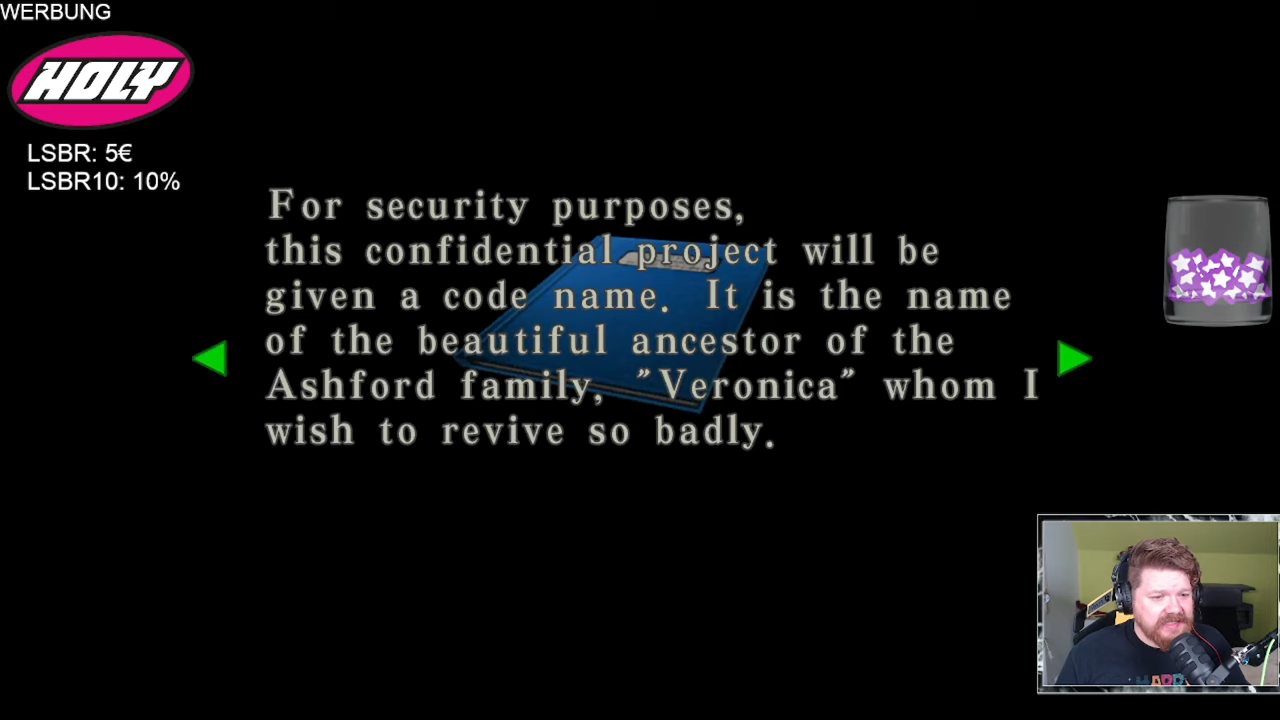 WERBUNG
HOLY
LSBR: 5€
LSBR10: 10%
For security purposes,
this confidential project will be
given a code name. It is the name
of the beautiful ancestor of the
Ashford family, "Veronica" whom I
wish to revive so badly.